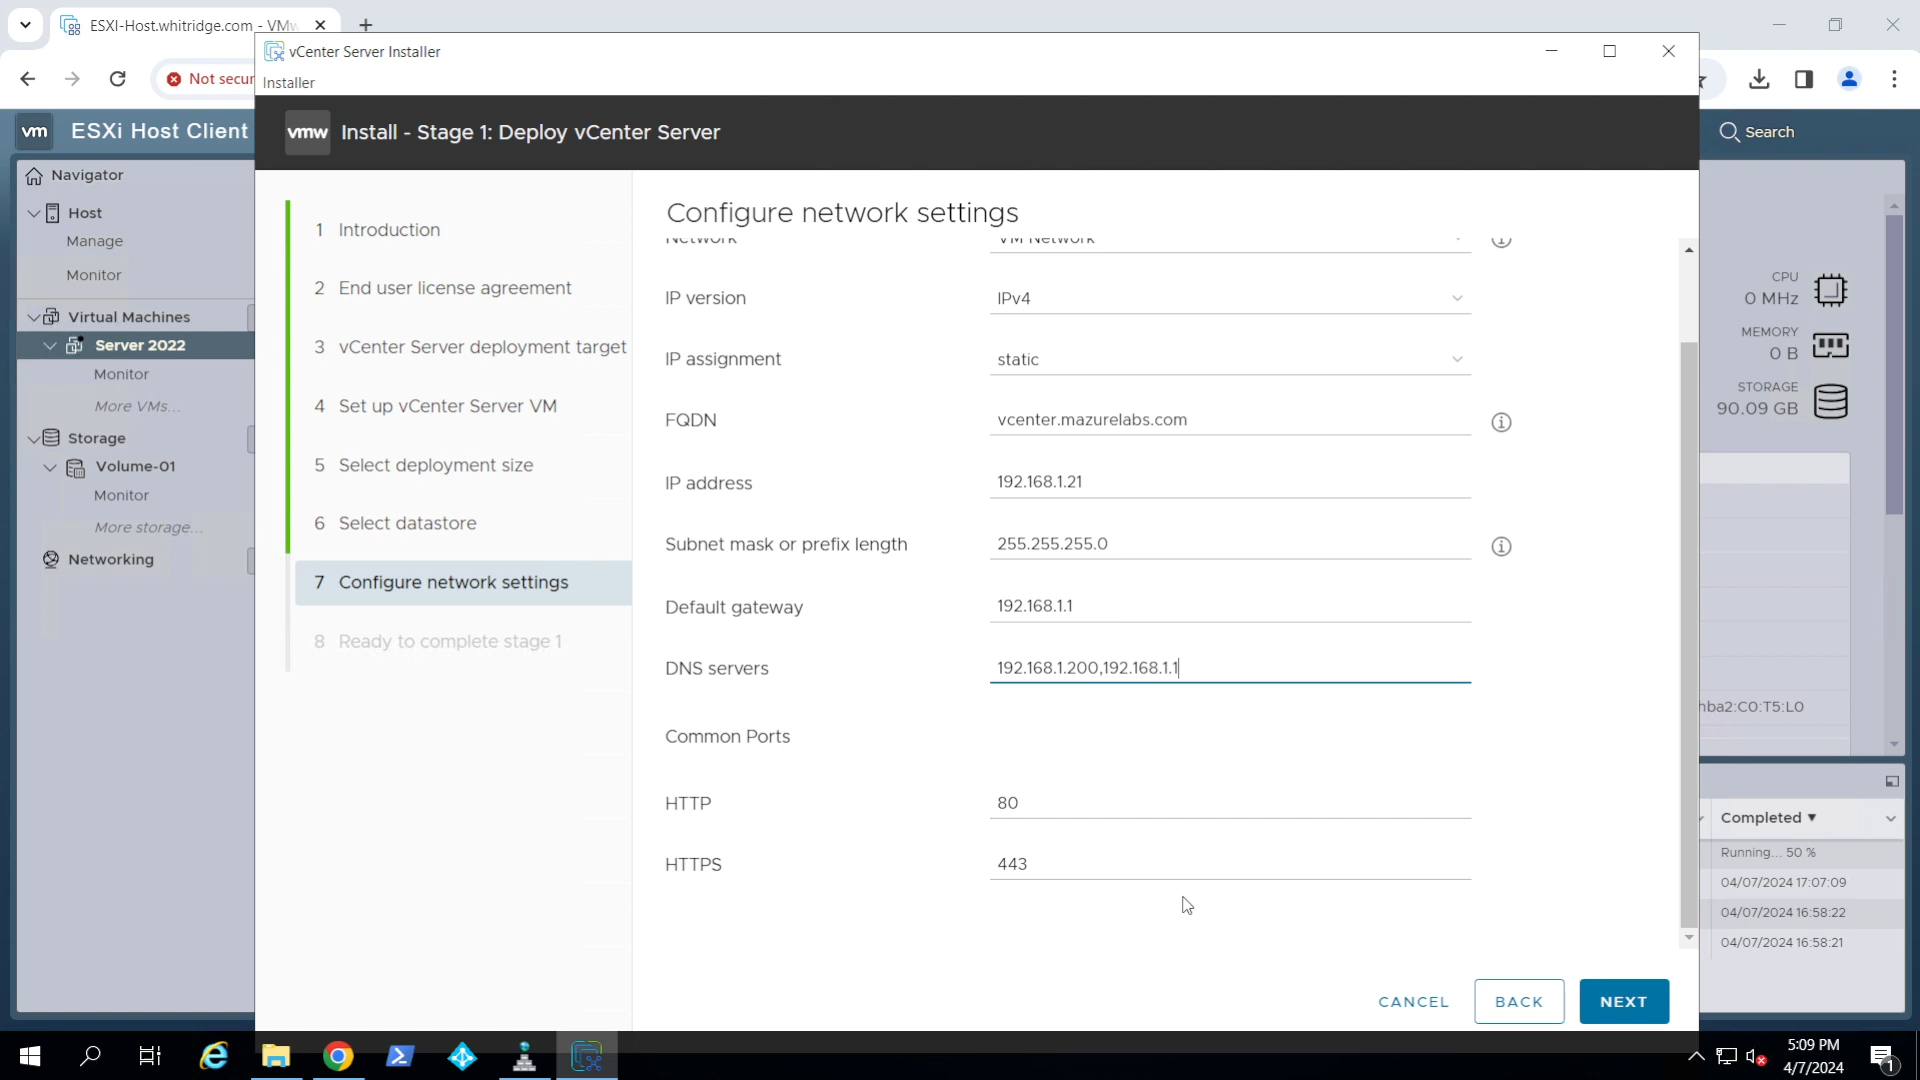 ESXI-Host.whitridge.com - VMw
vCenter Server Installer
Not secur
Installer
vm ESXi Host Client
vmw Install - Stage 1: Deploy vCenter Server
Search
Navigator
Host
Manage
Monitor
Virtual Machines
Server 2022
Monitor
More VMs...
Storage
Volume-01
Monitor
More storage...
Networking
1 Introduction
2 End user license agreement
3 vCenter Server deployment target
4 Set up vCenter Server VM
5 Select deployment size
6 Select datastore
7 Configure network settings
8 Ready to complete stage 1
Configure network settings
Network VM Network
IP version IPv4
IP assignment static
FQDN vcenter.mazurelabs.com
IP address 192.168.1.21
Subnet mask or prefix length 255.255.255.0
Default gateway 192.168.1.1
DNS servers 192.168.1.200,192.168.1.1
Common Ports
HTTP 80
HTTPS 443
CANCEL BACK NEXT
CPU
0 MHz
MEMORY
0 B
STORAGE
90.09 GB
hba2:C0:T5:L0
Completed ▼
Running... 50 %
04/07/2024 17:07:09
04/07/2024 16:58:22
04/07/2024 16:58:21
5:09 PM
4/7/2024
1